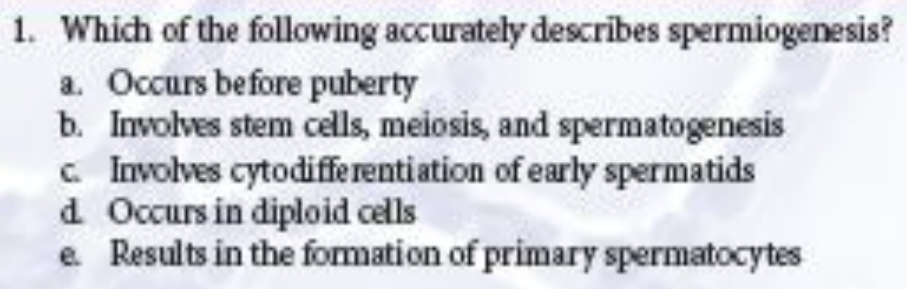 1. Which of the following accurately describes spermiogenesis?
a. Occurs before puberty
b. Involves stem cells, meiosis, and spermatogenesis
c. Involves cytodifferentiation of early spermatids
d. Occurs in diploid cells
e. Results in the formation of primary spermatocytes